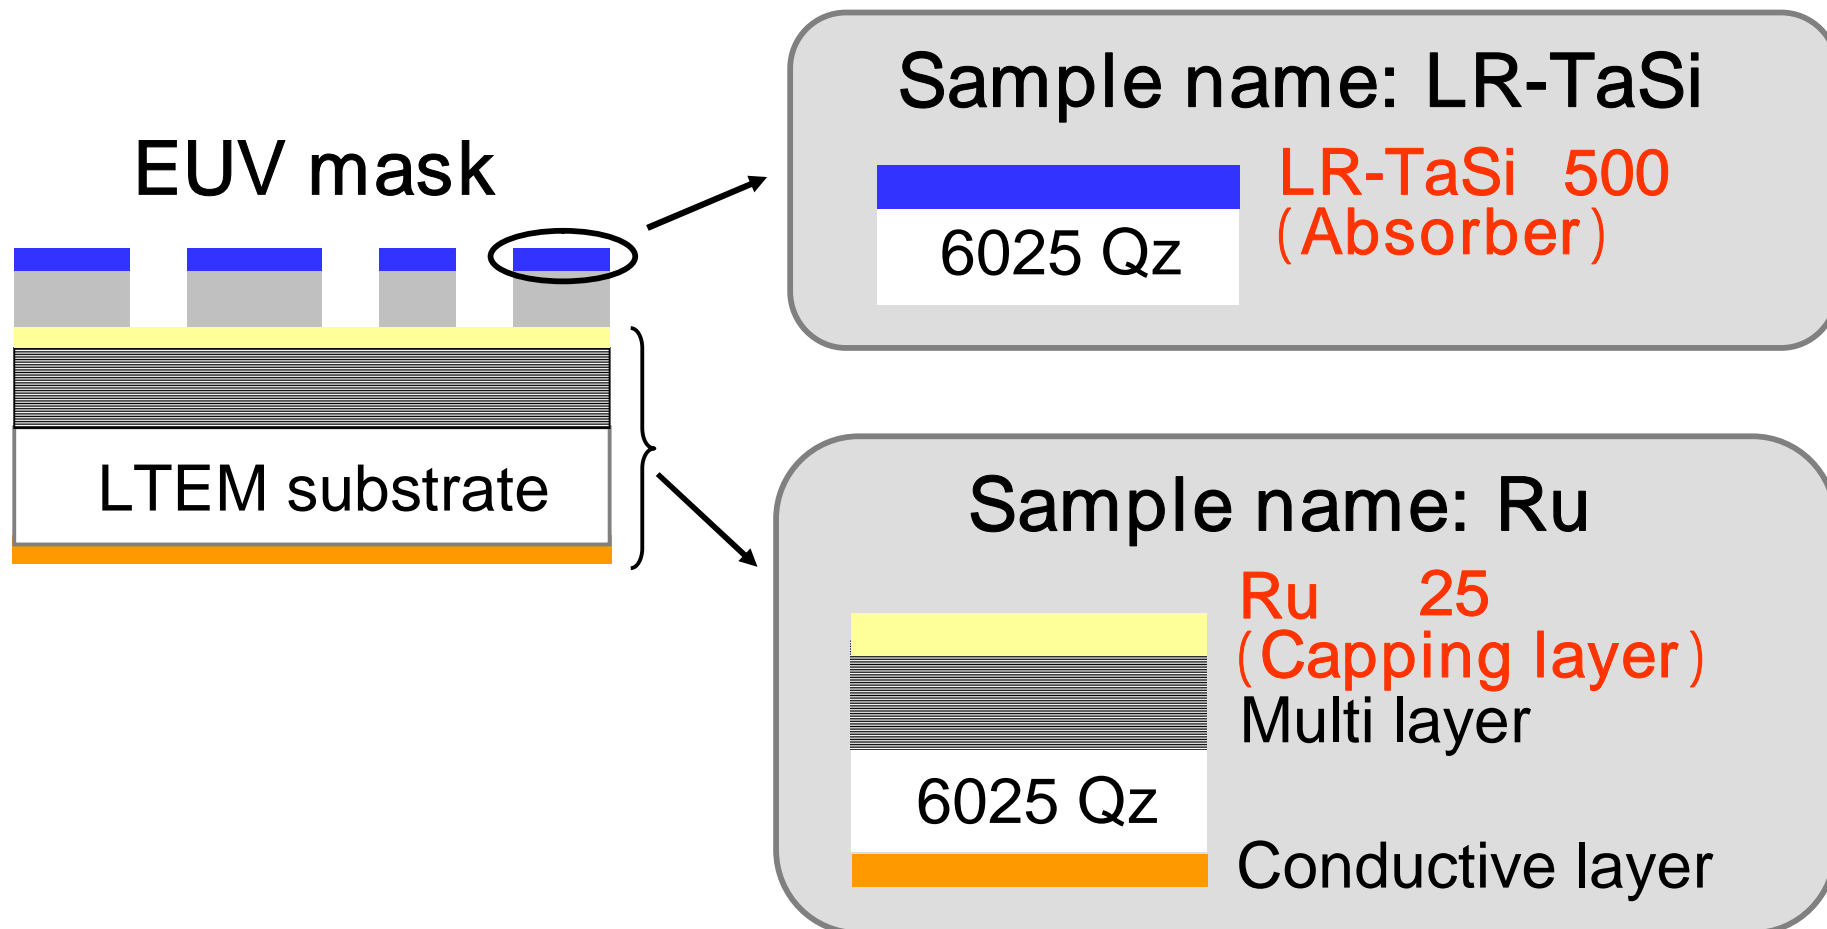 EUV mask
LTEM substrate
Sample name: LR-TaSi
LR-TaSi 500
(Absorber)
6025 Qz
Sample name: Ru
Ru 25
(Capping layer)
Multi layer
6025 Qz
Conductive layer